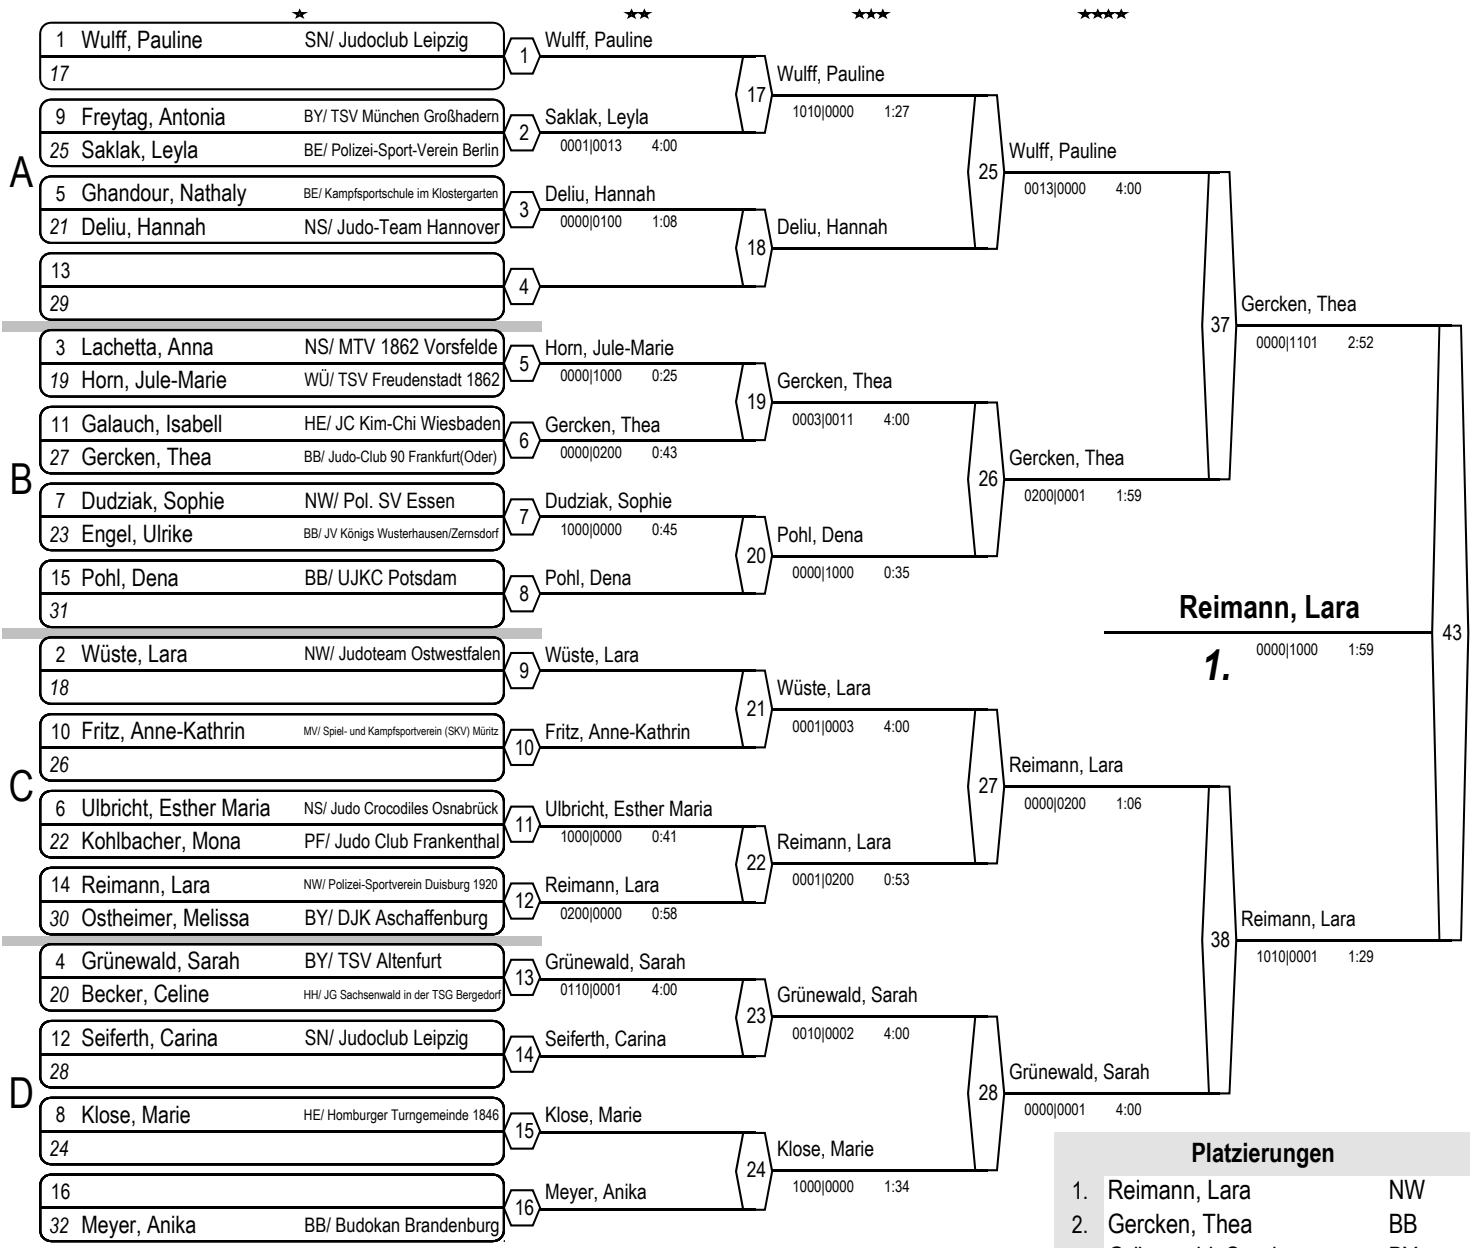 1 Wulff, Pauline SN/ Judoclub Leipzig
17
1
Wulff, Pauline
9 Freytag, Antonia BY/ TSV München Großhadern
25 Saklak, Leyla BE/ Polizei-Sport-Verein Berlin
2
Saklak, Leyla
0001|0013 4:00
17
Wulff, Pauline
1010|0000 1:27
A
5 Ghandour, Nathaly BE/ Kampfsportschule im Klostergarten
21 Deliu, Hannah NS/ Judo-Team Hannover
3
Deliu, Hannah
0000|0100 1:08
13
29
4
18
Deliu, Hannah
25
Wulff, Pauline
0013|0000 4:00
3 Lachetta, Anna NS/ MTV 1862 Vorsfelde
19 Horn, Jule-Marie WÜ/ TSV Freudenstadt 1862
5
Horn, Jule-Marie
0000|1000 0:25
11 Galauch, Isabell HE/ JC Kim-Chi Wiesbaden
27 Gercken, Thea BB/ Judo-Club 90 Frankfurt(Oder)
6
Gercken, Thea
0000|0200 0:43
19
Gercken, Thea
0003|0011 4:00
B
7 Dudziak, Sophie NW/ Pol. SV Essen
23 Engel, Ulrike BB/ JV Königs Wusterhausen/Zernsdorf
7
Dudziak, Sophie
1000|0000 0:45
15 Pohl, Dena BB/ UJKC Potsdam
31
8
Pohl, Dena
20
Pohl, Dena
0000|1000 0:35
26
Gercken, Thea
0200|0001 1:59
37
Gercken, Thea
0000|1101 2:52
2 Wüste, Lara NW/ Judoteam Ostwestfalen
18
9
Wüste, Lara
10 Fritz, Anne-Kathrin MV/ Spiel- und Kampfsportverein (SKV) Müritz
26
10
Fritz, Anne-Kathrin
21
Wüste, Lara
0001|0003 4:00
C
6 Ulbricht, Esther Maria NS/ Judo Crocodiles Osnabrück
22 Kohlbacher, Mona PF/ Judo Club Frankenthal
11
Ulbricht, Esther Maria
1000|0000 0:41
14 Reimann, Lara NW/ Polizei-Sportverein Duisburg 1920
30 Ostheimer, Melissa BY/ DJK Aschaffenburg
12
Reimann, Lara
0200|0000 0:58
22
Reimann, Lara
0001|0200 0:53
27
Reimann, Lara
0000|0200 1:06
4 Grünewald, Sarah BY/ TSV Altenfurt
20 Becker, Celine HH/ JG Sachsenwald in der TSG Bergedorf
13
Grünewald, Sarah
0110|0001 4:00
12 Seiferth, Carina SN/ Judoclub Leipzig
28
14
Seiferth, Carina
23
Grünewald, Sarah
0010|0002 4:00
D
8 Klose, Marie HE/ Homburger Turngemeinde 1846
24
15
Klose, Marie
16
32 Meyer, Anika BB/ Budokan Brandenburg
16
Meyer, Anika
24
Klose, Marie
1000|0000 1:34
28
Grünewald, Sarah
0000|0001 4:00
38
Reimann, Lara
1010|0001 1:29
43
Reimann, Lara
1. 0000|1000 1:59
Platzierungen
1. Reimann, Lara NW
2. Gercken, Thea BB